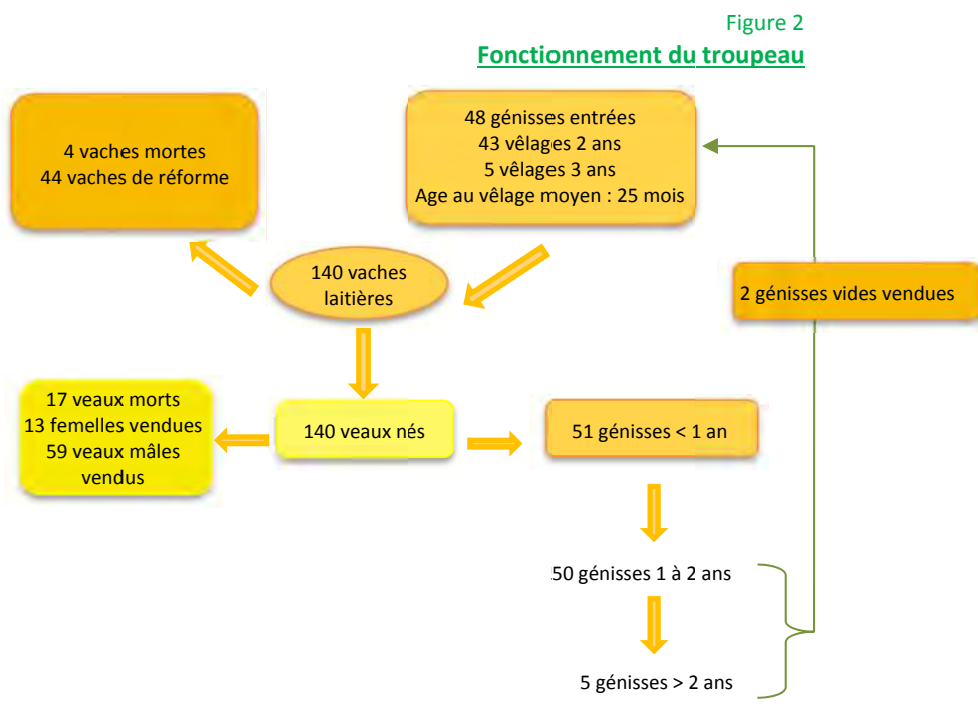 Figure 2
Fonctionnement du troupeau
4 vaches mortes
44 vaches de réforme
48 génisses entrées
43 vêlages 2 ans
5 vêlages 3 ans
Age au vêlage moyen : 25 mois
140 vaches
laitières
2 génisses vides vendues
17 veaux morts
13 femelles vendues
59 veaux mâles
vendus
140 veaux nés
51 génisses < 1 an
50 génisses 1 à 2 ans
5 génisses > 2 ans